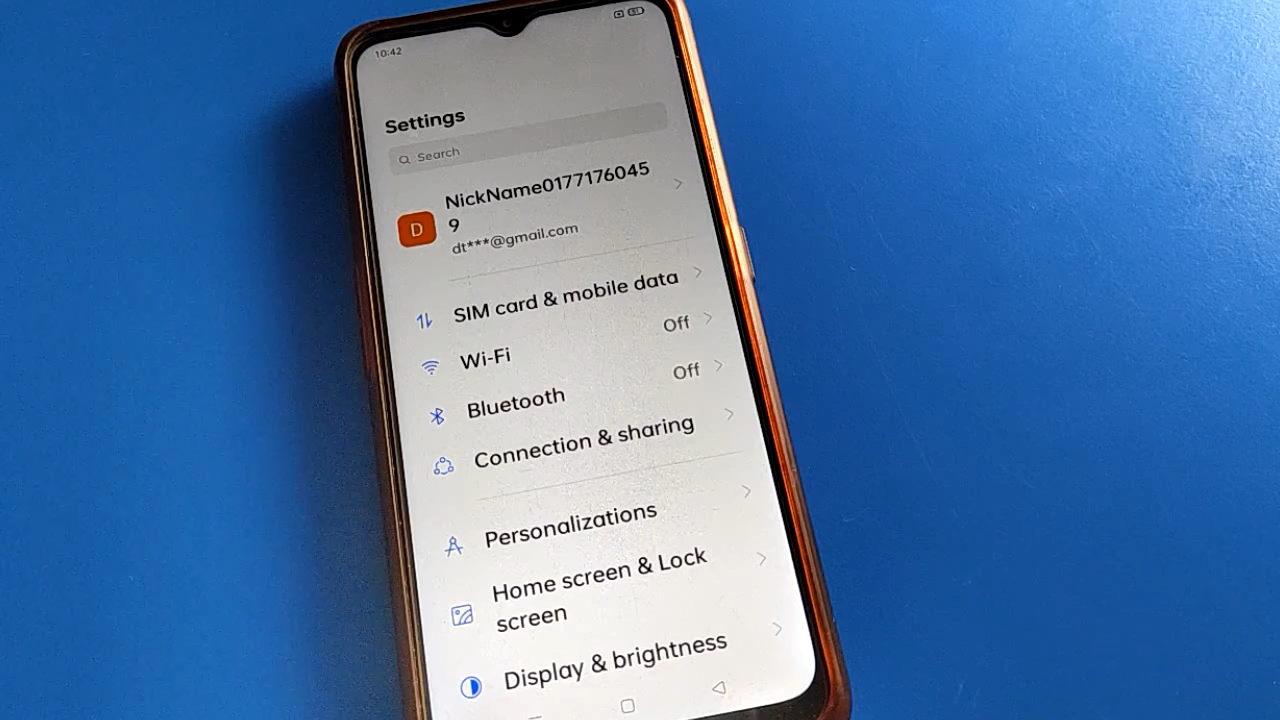 10:42
Settings
Search
NickName0177176045
9
D
dt***@gmail.com
SIM card & mobile data
Wi-Fi
Off
Bluetooth
Off
Connection & sharing
Personalizations
Home screen & Lock
screen
Display & brightness